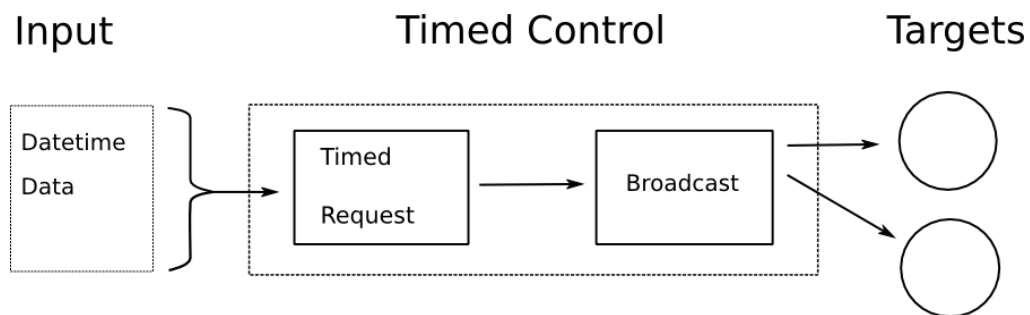 Input
Timed Control
Targets
Datetime
Data
Timed
Request
Broadcast